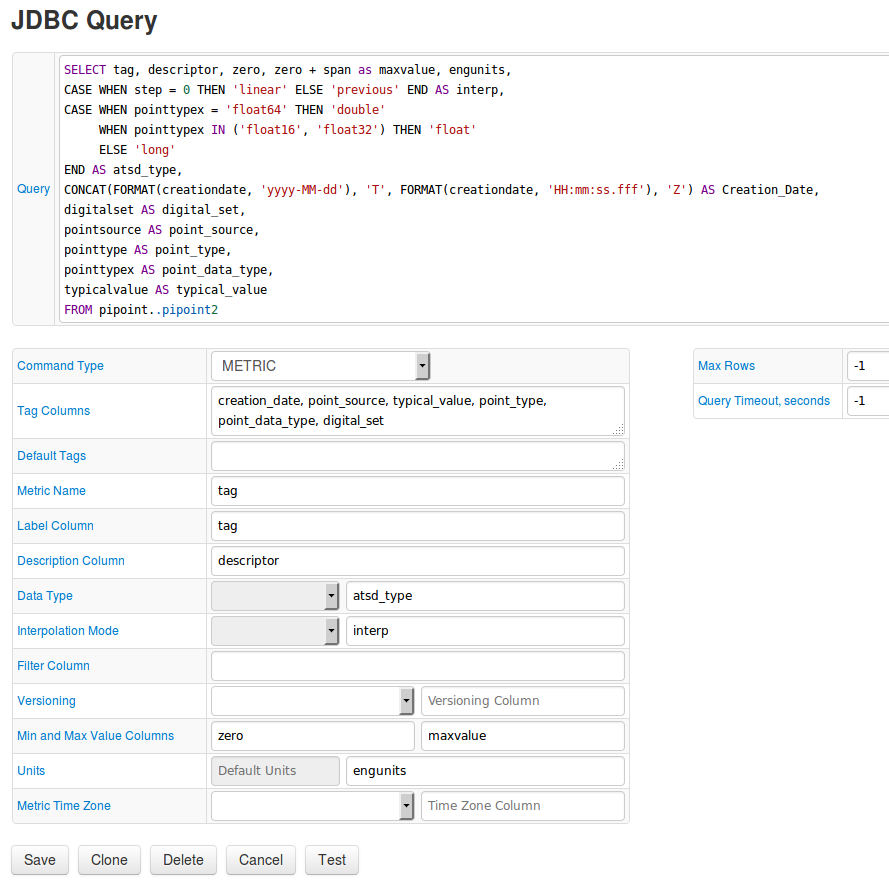 JDBC Query
Query
SELECT tag, descriptor, zero, zero + span as maxvalue, engunits,
CASE WHEN step = 0 THEN 'linear' ELSE 'previous' END AS interp,
CASE WHEN pointtypex = 'float64' THEN 'double'
     WHEN pointtypex IN ('float16', 'float32') THEN 'float'
     ELSE 'long'
END AS atsd_type,
CONCAT(FORMAT(creationdate, 'yyyy-MM-dd'), 'T', FORMAT(creationdate, 'HH:mm:ss.fff'), 'Z') AS Creation_Date,
digitalset AS digital_set,
pointsource AS point_source,
pointtype AS point_type,
pointtypex AS point_data_type,
typicalvalue AS typical_value
FROM pipoint..pipoint2
Command Type METRIC
Tag Columns creation_date, point_source, typical_value, point_type,
point_data_type, digital_set
Default Tags
Metric Name tag
Label Column tag
Description Column descriptor
Data Type atsd_type
Interpolation Mode interp
Filter Column
Versioning Versioning Column
Min and Max Value Columns zero maxvalue
Units Default Units engunits
Metric Time Zone Time Zone Column
Max Rows -1
Query Timeout, seconds -1
Save Clone Delete Cancel Test